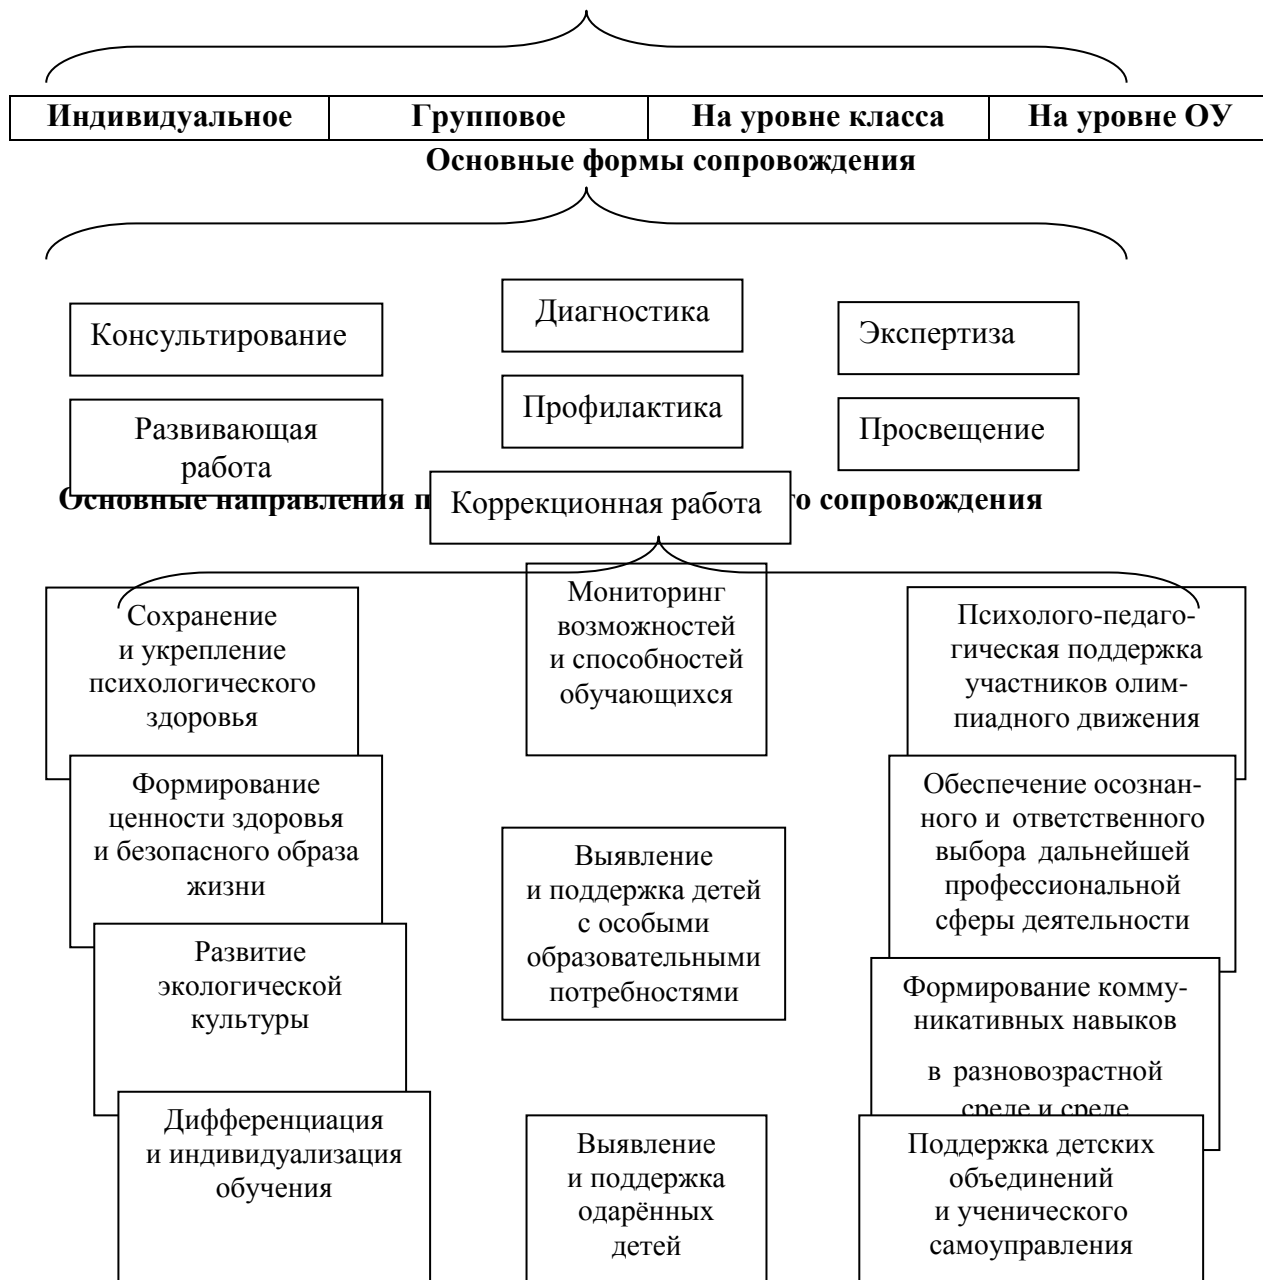 Индивидуальное Групповое На уровне класса На уровне ОУ
Основные формы сопровождения
Консультирование
Диагностика
Экспертиза
Развивающая
работа
Профилактика
Просвещение
Коррекционная работа
Основные направления п о сопровождения
Сохранение
и укрепление
психологического
здоровья
Мониторинг
возможностей
и способностей
обучающихся
Психолого-педаго-
гическая поддержка
участников олим-
пиадного движения
Формирование
ценности здоровья
и безопасного образа
жизни
Выявление
и поддержка детей
с особыми
образовательными
потребностями
Обеспечение осознан-
ного и ответственного
выбора дальнейшей
профессиональной
сферы деятельности
Развитие
экологической
культуры
Формирование комму-
никативных навыков
в разновозрастной
среде и среде
Дифференциация
и индивидуализация
обучения
Выявление
и поддержка
одарённых
детей
Поддержка детских
объединений
и ученического
самоуправления